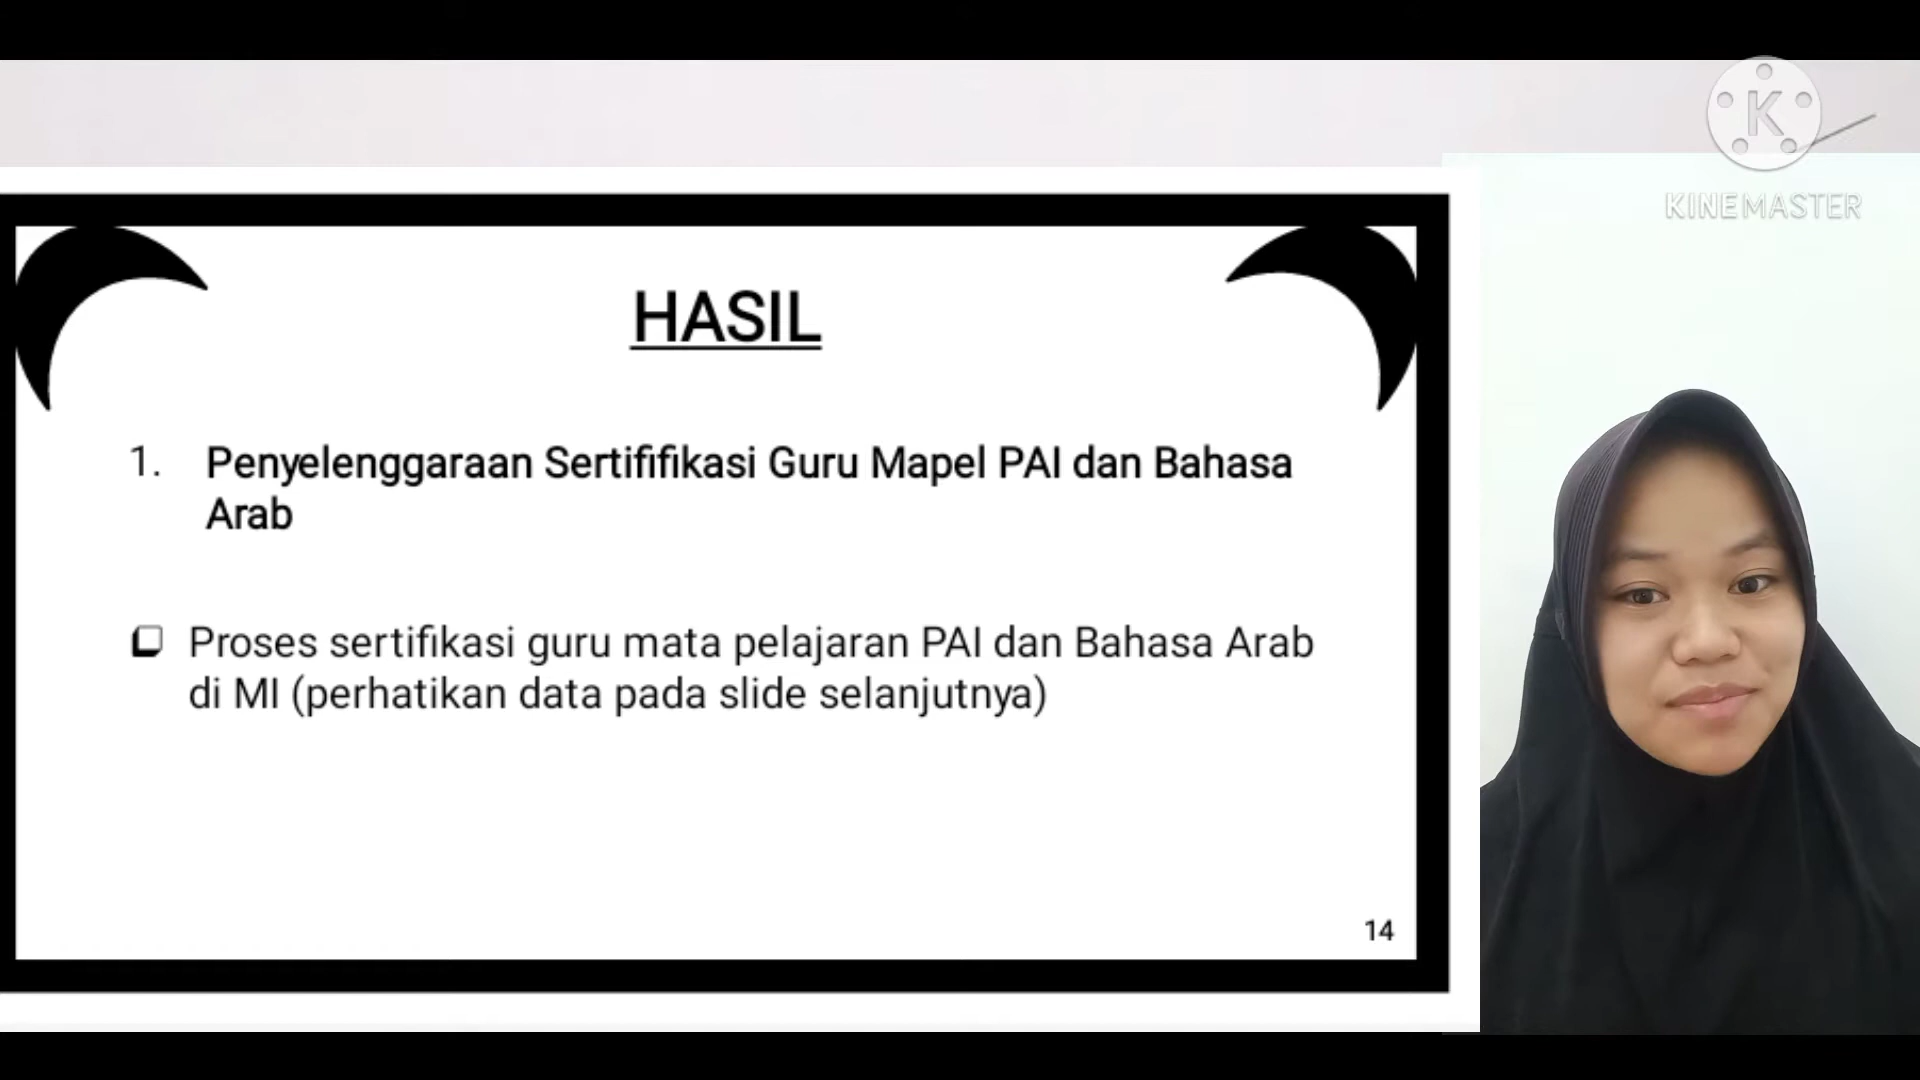 K
KINEMASTER
HASIL
1. Penyelenggaraan Sertififikasi Guru Mapel PAI dan Bahasa
Arab
Proses sertifikasi guru mata pelajaran PAI dan Bahasa Arab
di MI (perhatikan data pada slide selanjutnya)
14